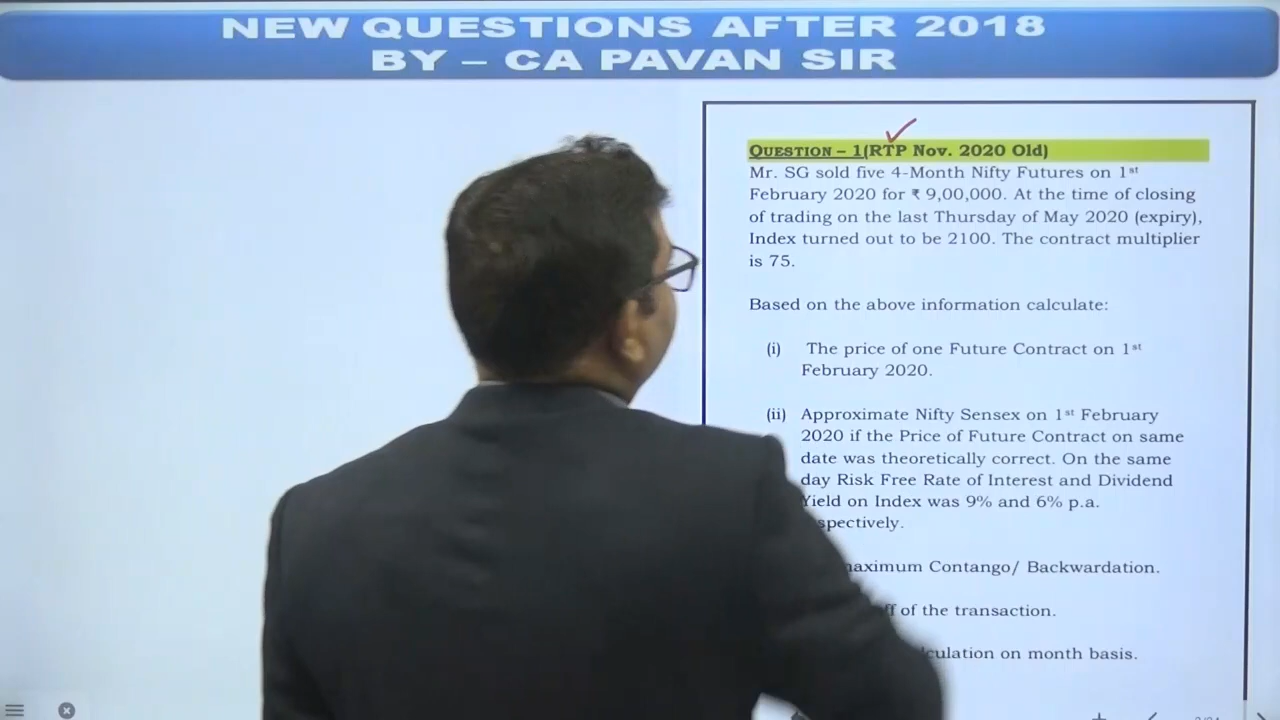 NEW QUESTIONS AFTER 2018
BY – CA PAVAN SIR
QUESTION – 1(RTP Nov. 2020 Old)
Mr. SG sold five 4-Month Nifty Futures on 1st
February 2020 for ₹ 9,00,000. At the time of closing
of trading on the last Thursday of May 2020 (expiry),
Index turned out to be 2100. The contract multiplier
is 75.
Based on the above information calculate:
(i) The price of one Future Contract on 1st
February 2020.
(ii) Approximate Nifty Sensex on 1st February
2020 if the Price of Future Contract on same
date was theoretically correct. On the same
day Risk Free Rate of Interest and Dividend
Yield on Index was 9% and 6% p.a.
spectively.
maximum Contango/ Backwardation.
of the transaction.
on month basis.